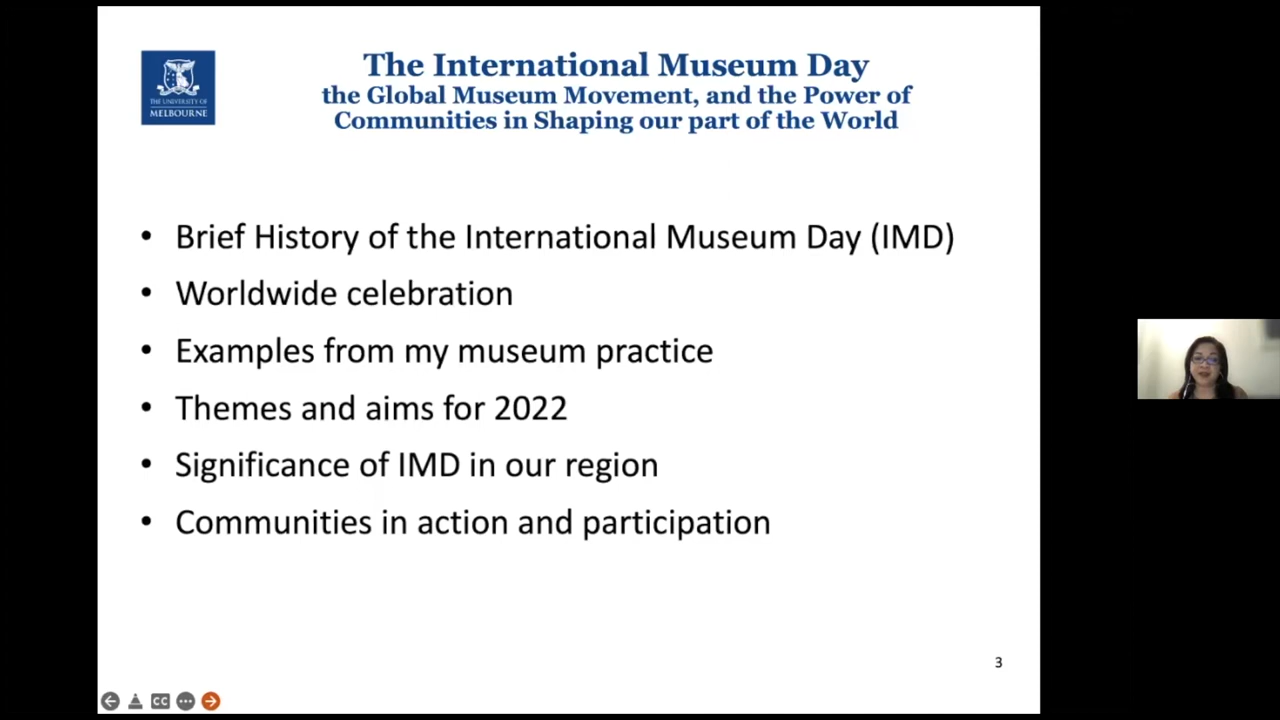 The International Museum Day
the Global Museum Movement, and the Power of
Communities in Shaping our part of the World
THE UNIVERSITY OF
MELBOURNE
• Brief History of the International Museum Day (IMD)
• Worldwide celebration
• Examples from my museum practice
• Themes and aims for 2022
• Significance of IMD in our region
• Communities in action and participation
3
CC